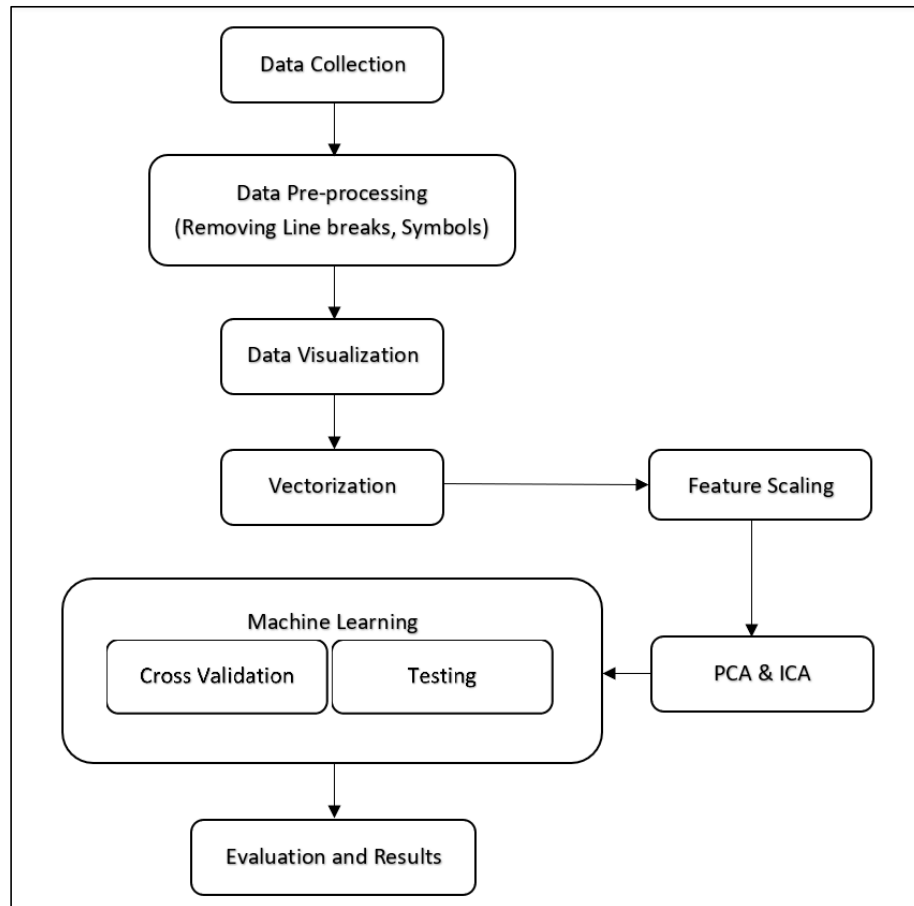 Data Collection
Data Pre-processing
(Removing Line breaks, Symbols)
Data Visualization
Vectorization
Feature Scaling
PCA & ICA
Machine Learning
Cross Validation
Testing
Evaluation and Results